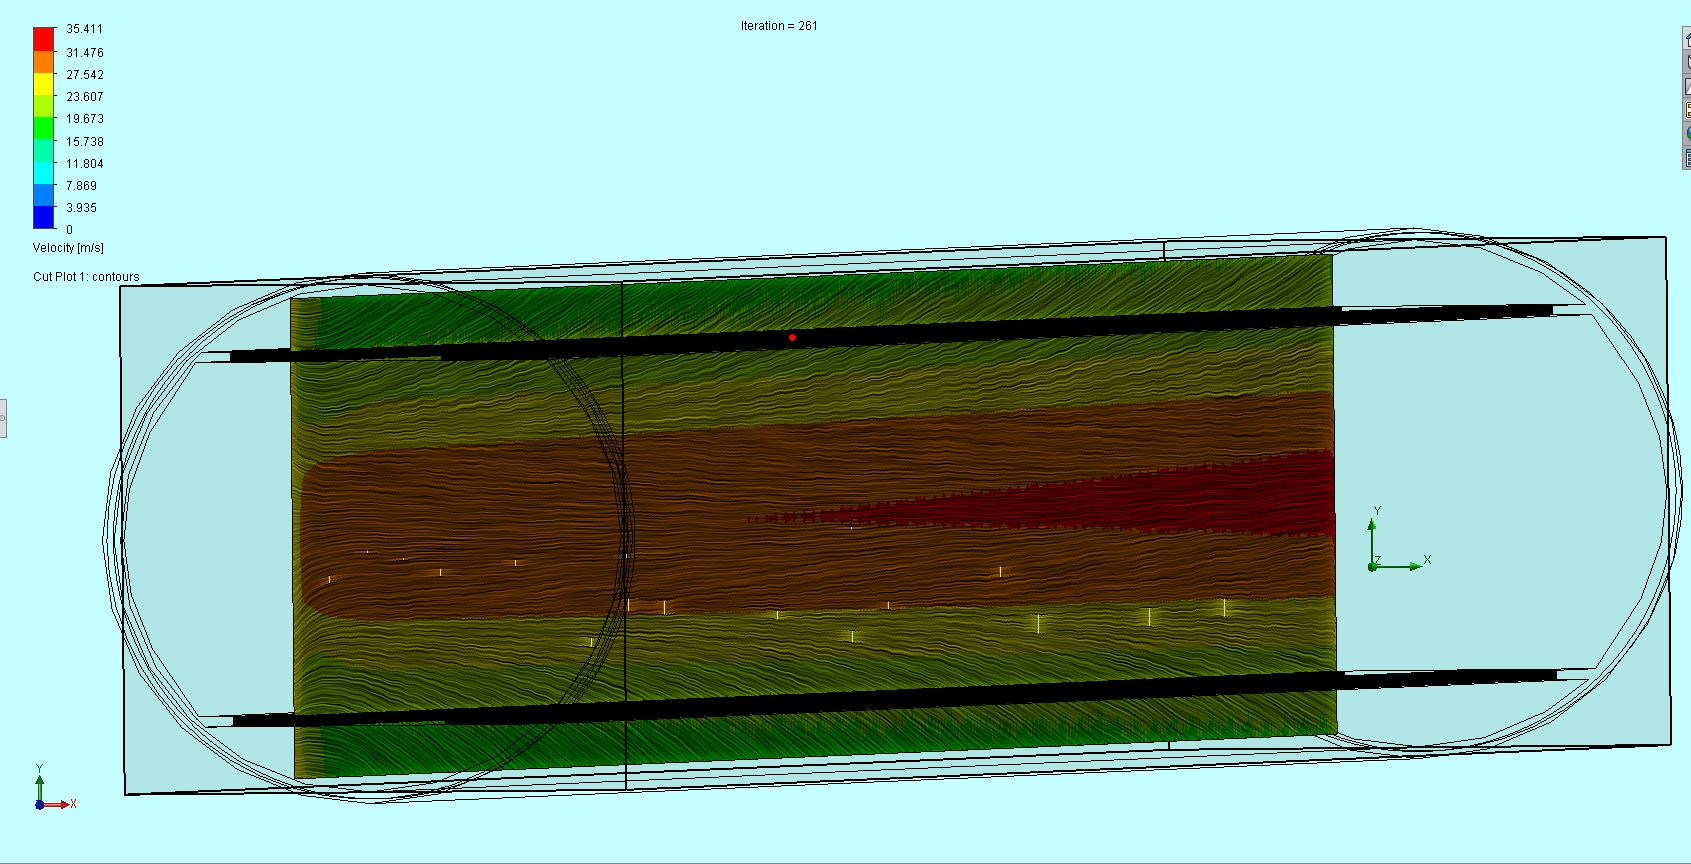 Iteration = 261
35.411
31.476
27.542
23.607
19.673
15.738
11.804
7.869
3.935
0
Velocity [m/s]
Cut Plot 1: contours
Y
Z
X
Y
X